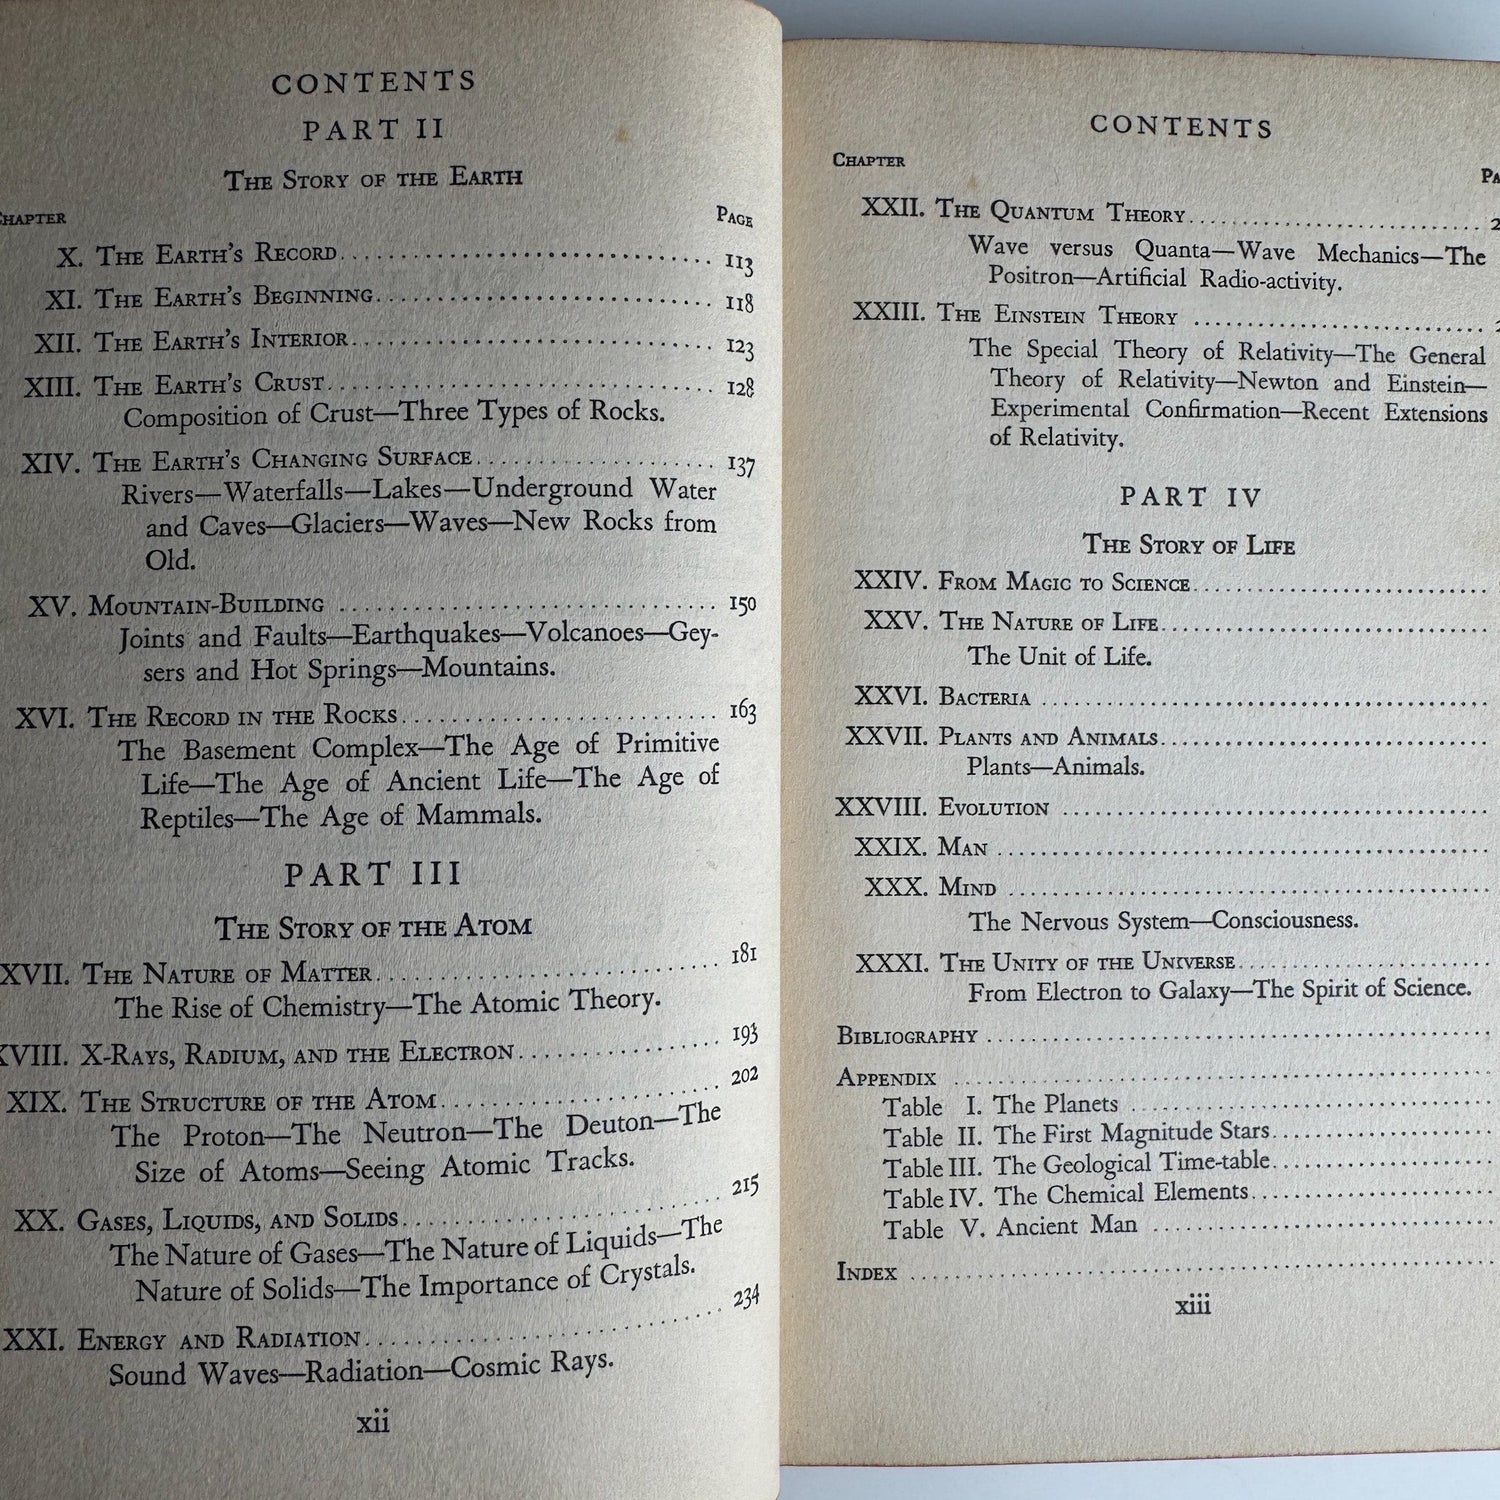 CONTENTS
PART II
The Story of the Earth
Chapter Page
X. The Earth's Record 113
XI. The Earth's Beginning 118
XII. The Earth's Interior 123
XIII. The Earth's Crust 128
Composition of Crust—Three Types of Rocks.
XIV. The Earth's Changing Surface 137
Rivers—Waterfalls—Lakes—Underground Water
and Caves—Glaciers—Waves—New Rocks from
Old.
XV. Mountain-Building 150
Joints and Faults—Earthquakes—Volcanoes—Gey-
sers and Hot Springs—Mountains.
XVI. The Record in the Rocks 163
The Basement Complex—The Age of Primitive
Life—The Age of Ancient Life—The Age of
Reptiles—The Age of Mammals.
PART III
The Story of the Atom
XVII. The Nature of Matter 181
The Rise of Chemistry—The Atomic Theory.
XVIII. X-Rays, Radium, and the Electron 193
XIX. The Structure of the Atom 202
The Proton—The Neutron—The Deuton—The
Size of Atoms—Seeing Atomic Tracks.
XX. Gases, Liquids, and Solids 215
The Nature of Gases—The Nature of Liquids—The
Nature of Solids—The Importance of Crystals.
XXI. Energy and Radiation 234
Sound Waves—Radiation—Cosmic Rays.
xii
CONTENTS
Chapter Pa
XXII. The Quantum Theory 2
Wave versus Quanta—Wave Mechanics—The
Positron—Artificial Radio-activity.
XXIII. The Einstein Theory
The Special Theory of Relativity—The General
Theory of Relativity—Newton and Einstein—
Experimental Confirmation—Recent Extensions
of Relativity.
PART IV
The Story of Life
XXIV. From Magic to Science
XXV. The Nature of Life
The Unit of Life.
XXVI. Bacteria
XXVII. Plants and Animals
Plants—Animals.
XXVIII. Evolution
XXIX. Man
XXX. Mind
The Nervous System—Consciousness.
XXXI. The Unity of the Universe
From Electron to Galaxy—The Spirit of Science.
Bibliography
Appendix
Table I. The Planets
Table II. The First Magnitude Stars
Table III. The Geological Time-table
Table IV. The Chemical Elements
Table V. Ancient Man
Index
xiii